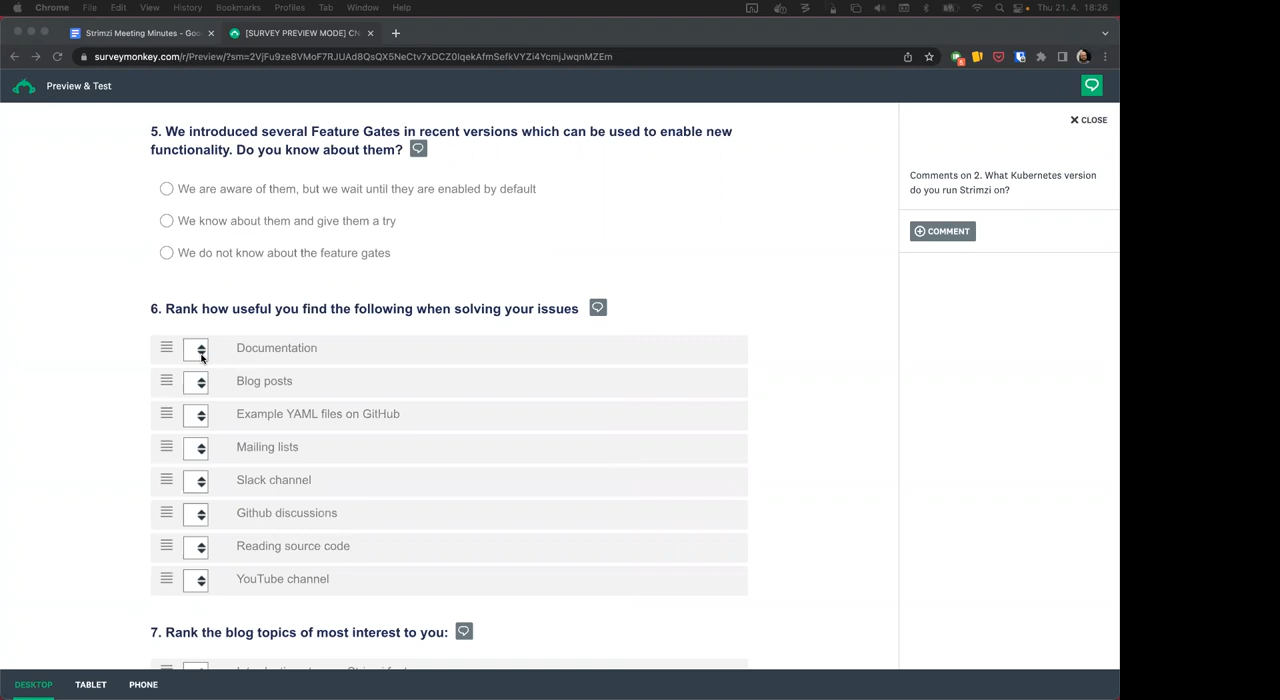 Chrome File Edit View History Bookmarks Profiles Tab Window Help Thu 21. 4. 18:26
Strimzi Meeting Minutes - Goo
[SURVEY PREVIEW MODE] CN
Preview & Test
CLOSE
5. We introduced several Feature Gates in recent versions which can be used to enable new
functionality. Do you know about them?
We are aware of them, but we wait until they are enabled by default
We know about them and give them a try
We do not know about the feature gates
Comments on 2. What Kubernetes version
do you run Strimzi on?
COMMENT
6. Rank how useful you find the following when solving your issues
Documentation
Blog posts
Example YAML files on GitHub
Mailing lists
Slack channel
Github discussions
Reading source code
YouTube channel
7. Rank the blog topics of most interest to you:
DESKTOP TABLET PHONE